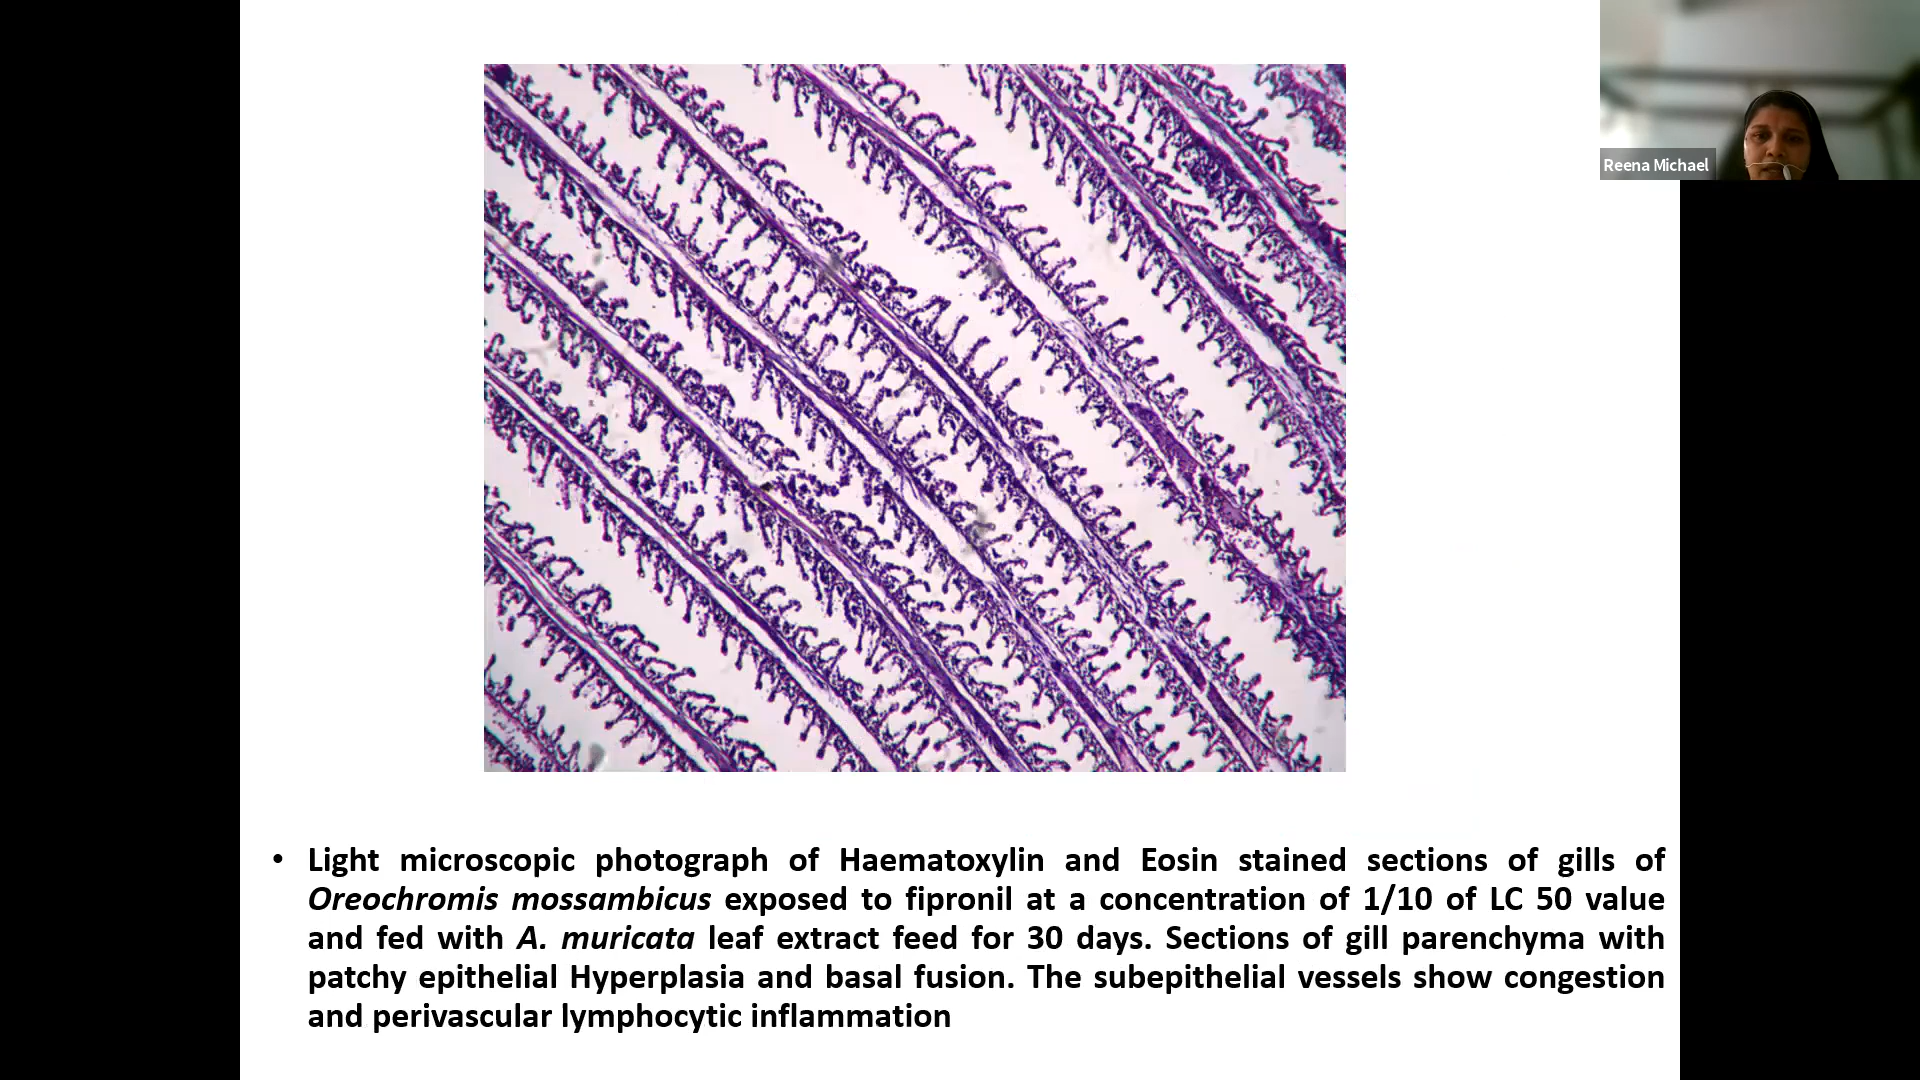 Reena Michael
• Light microscopic photograph of Haematoxylin and Eosin stained sections of gills of
Oreochromis mossambicus exposed to fipronil at a concentration of 1/10 of LC 50 value
and fed with A. muricata leaf extract feed for 30 days. Sections of gill parenchyma with
patchy epithelial Hyperplasia and basal fusion. The subepithelial vessels show congestion
and perivascular lymphocytic inflammation